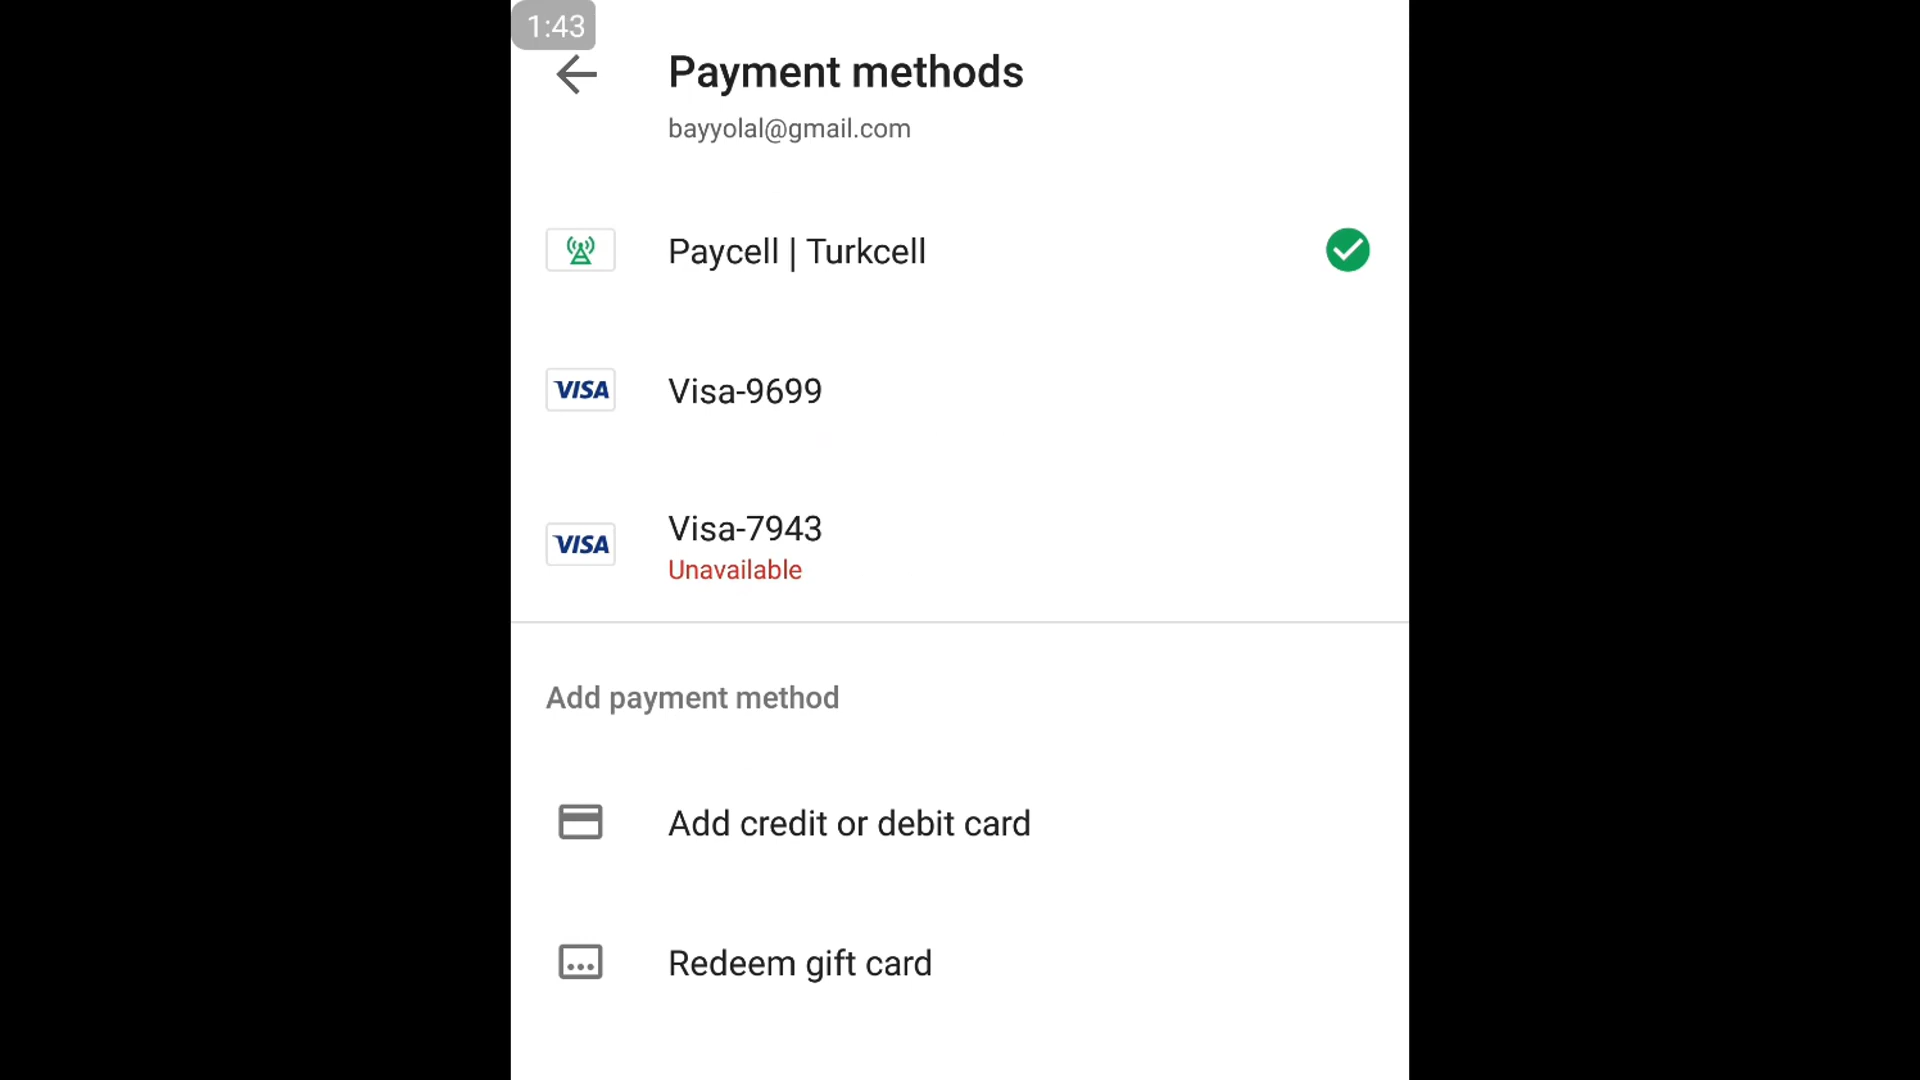 1:43
Payment methods
bayyolal@gmail.com
Paycell | Turkcell
VISA
Visa-9699
VISA
Visa-7943
Unavailable
Add payment method
Add credit or debit card
Redeem gift card